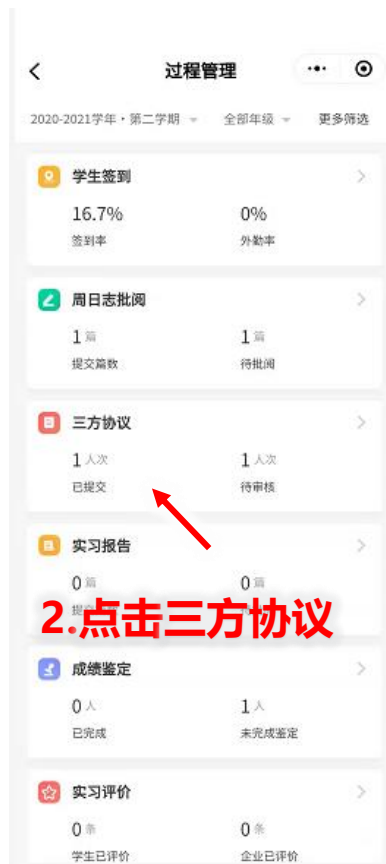 过程管理
2020-2021学年·第二学期 全部年级 更多筛选
学生签到
16.7% 0%
签到率 外勤率
周日志批阅
1篇 1篇
提交篇数 待批阅
三方协议
1人次 1人次
已提交 待审核
实习报告
0篇 0篇
2.点击三方协议
成绩鉴定
0人 1人
已完成 未完成鉴定
实习评价
0条 0条
学生已评价 企业已评价